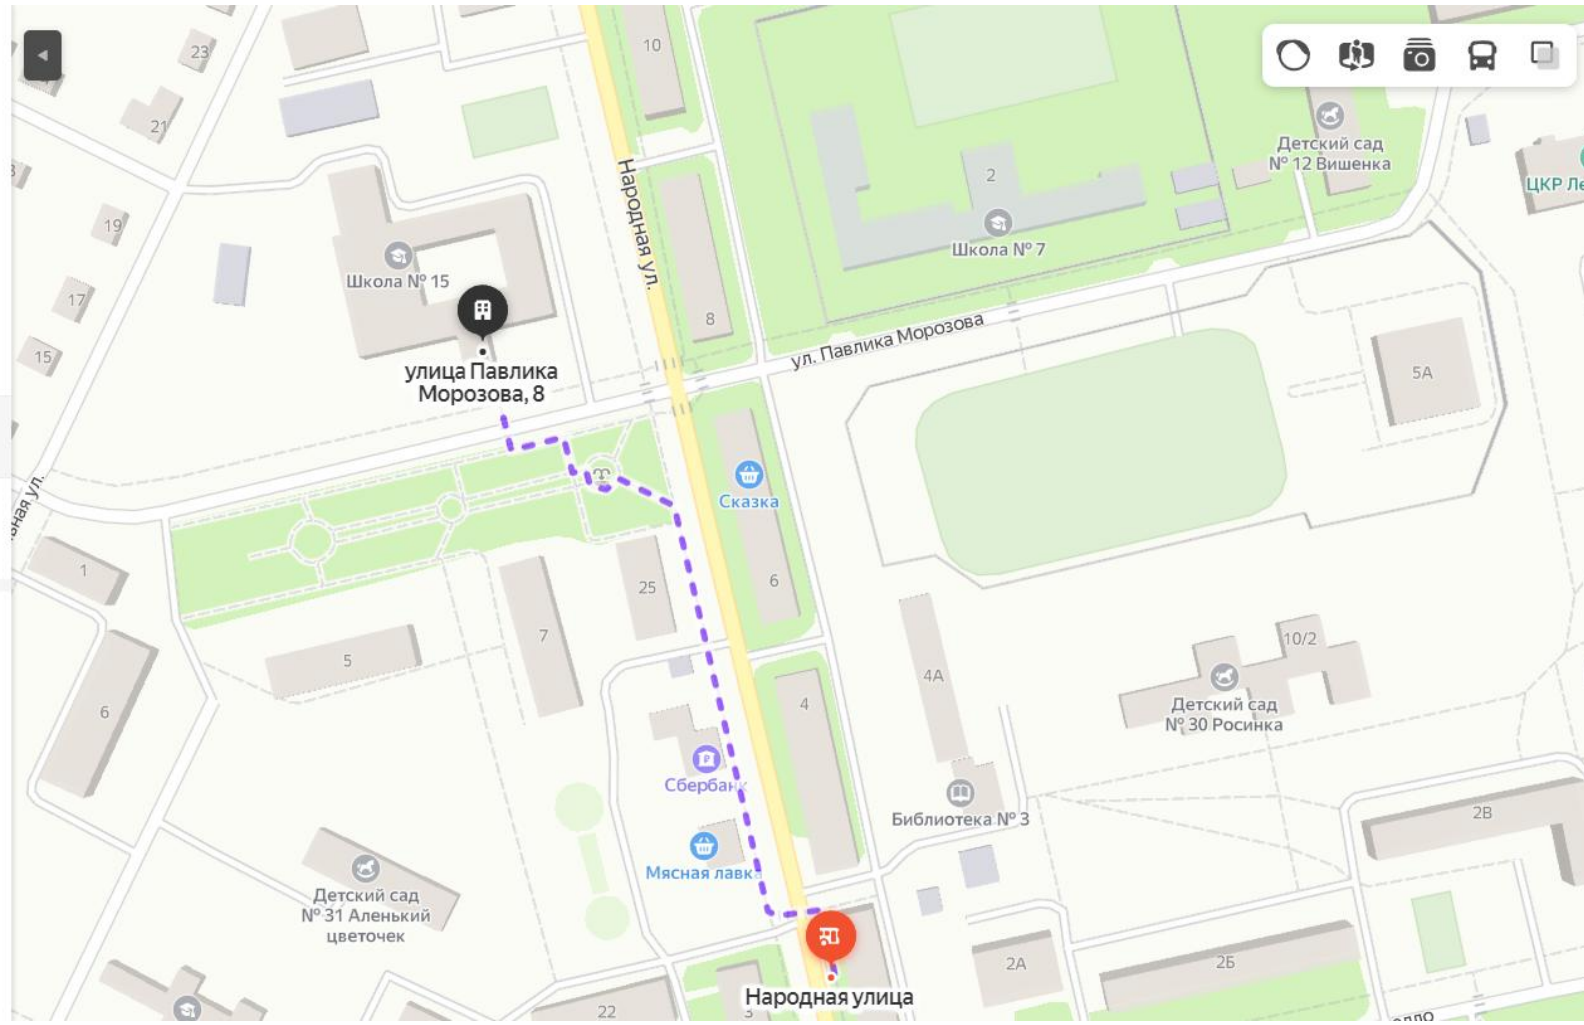 10
23
21
Детский сад
№ 12 Вишенка
2
Народная ул.
Школа № 7
19
Школа № 15
17
8
15
ул. Павлика Морозова
улица Павлика
Морозова, 8
5А
Сказка
1
25
6
7
5
10/2
4А
4
6
Детский сад
№ 30 Росинка
Сбербанк
Библиотека № 3
2В
Мясная лавка
Детский сад
№ 31 Аленький
цветочек
2А
2Б
Народная улица
22
3